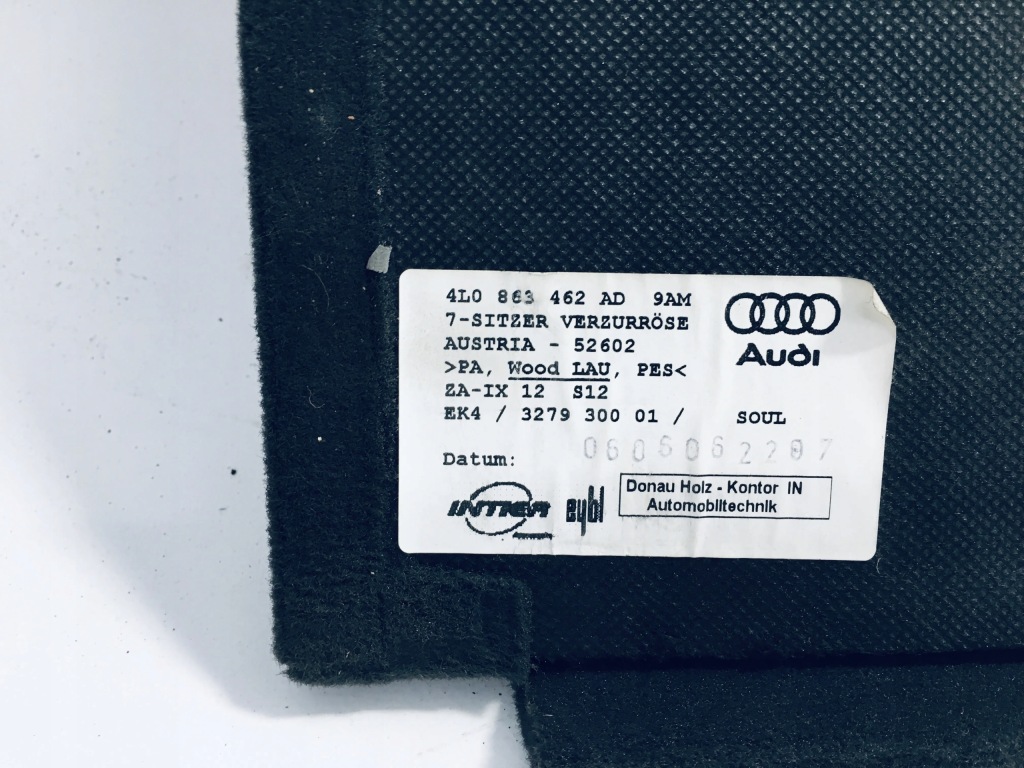 4L0 863 462 AD 9AM
7-SITZER VERZURRÖSE
AUSTRIA - 52602
>PA, Wood LAU, PES<
ZA-IX 12 S12
EK4 / 3279 300 01 / SOUL
Datum: 0606062207
Audi
INTIER eybl
Donau Holz - Kontor IN
Automobiltechnik